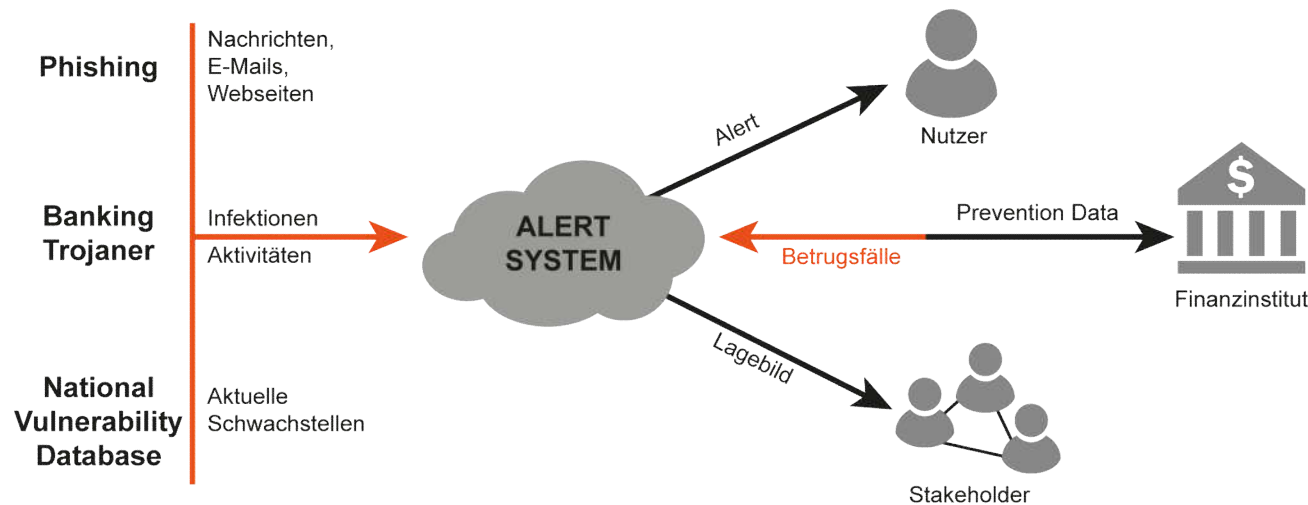 Phishing
Nachrichten,
E-Mails,
Webseiten
Banking
Trojaner
Infektionen
Aktivitäten
National
Vulnerability
Database
Aktuelle
Schwachstellen
ALERT
SYSTEM
Alert
Nutzer
Prevention Data
Betrugsfälle
$
Finanzinstitut
Lagebild
Stakeholder